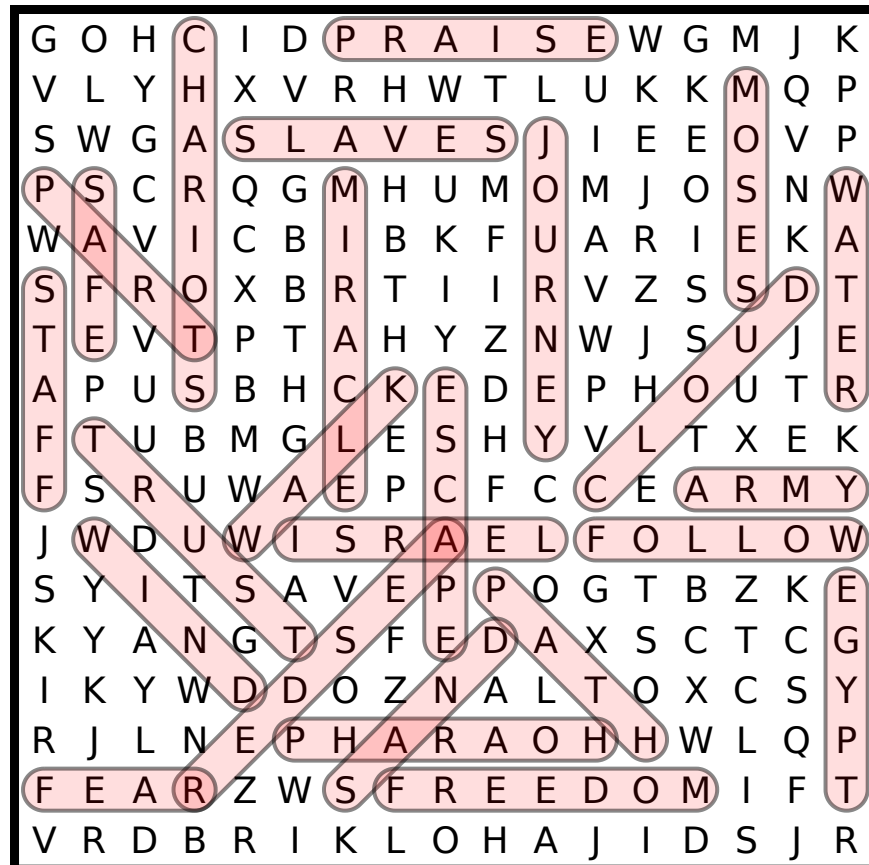 G O H C I D P R A I S E W G M J K
V L Y H X V R H W T L U K K M Q P
S W G A S L A V E S J I E E O V P
P S C R Q G M H U M O M J O S N W
W A V I C B I B K F U A R I E K A
S F R O X B R T I I R V Z S S D T
T E V T P T A H Y Z N W J S U J E
A P U S B H C K E D E P H O U T R
F T U B M G L E S H Y V L T X E K
F S R U W A E P C F C C E A R M Y
J W D U W I S R A E L F O L L O W
S Y I T S A V E P P O G T B Z K E
K Y A N G T S F E D A X S C T C G
I K Y W D D O Z N A L T O X C S Y
R J L N E P H A R A O H H W L Q P
F E A R Z W S F R E E D O M I F T
V R D B R I K L O H A J I D S J R